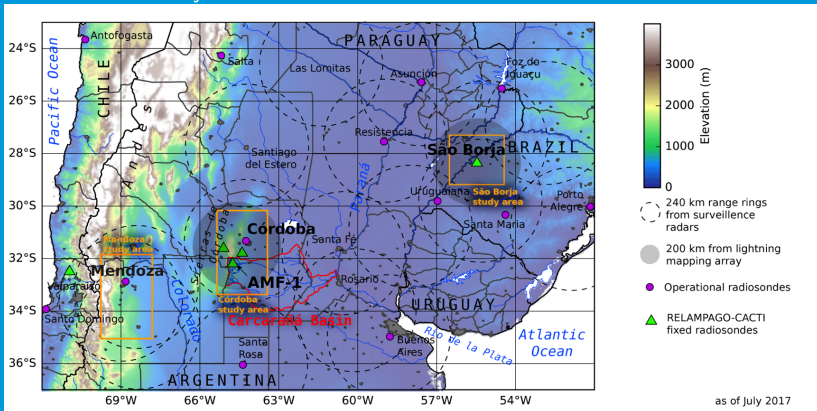 24°S
26°S
28°S
30°S
32°S
34°S
36°S
69°W
66°W
63°W
60°W
57°W
54°W
Pacific Ocean
CHILE
Andes
Antofogasta
Salta
Las Lomitas
PARAGUAY
Asunción
Foz do
Iguaçu
Resistencia
São Borja
BRAZIL
Santiago
del Estero
Paraná
Uruguaiana
São Borja
study area
Porto
Alegre
Santa Maria
Sierras de Córdoba
Córdoba
Santa Fé
Mendoza/J
study area
Mendoza
Valparaíso
AMF-1
Rosario
Colorado
Córdoba
study area
Carcarañá Basin
Santo Domingo
URUGUAY
Santa
Rosa
Buenos
Aires
Rio de la Plata
Atlantic
Ocean
ARGENTINA
3000
2000
1000
0
Elevation (m)
240 km range rings
from surveillence
radars
200 km from lightning
mapping array
Operational radiosondes
RELAMPAGO-CACTI
fixed radiosondes
as of July 2017